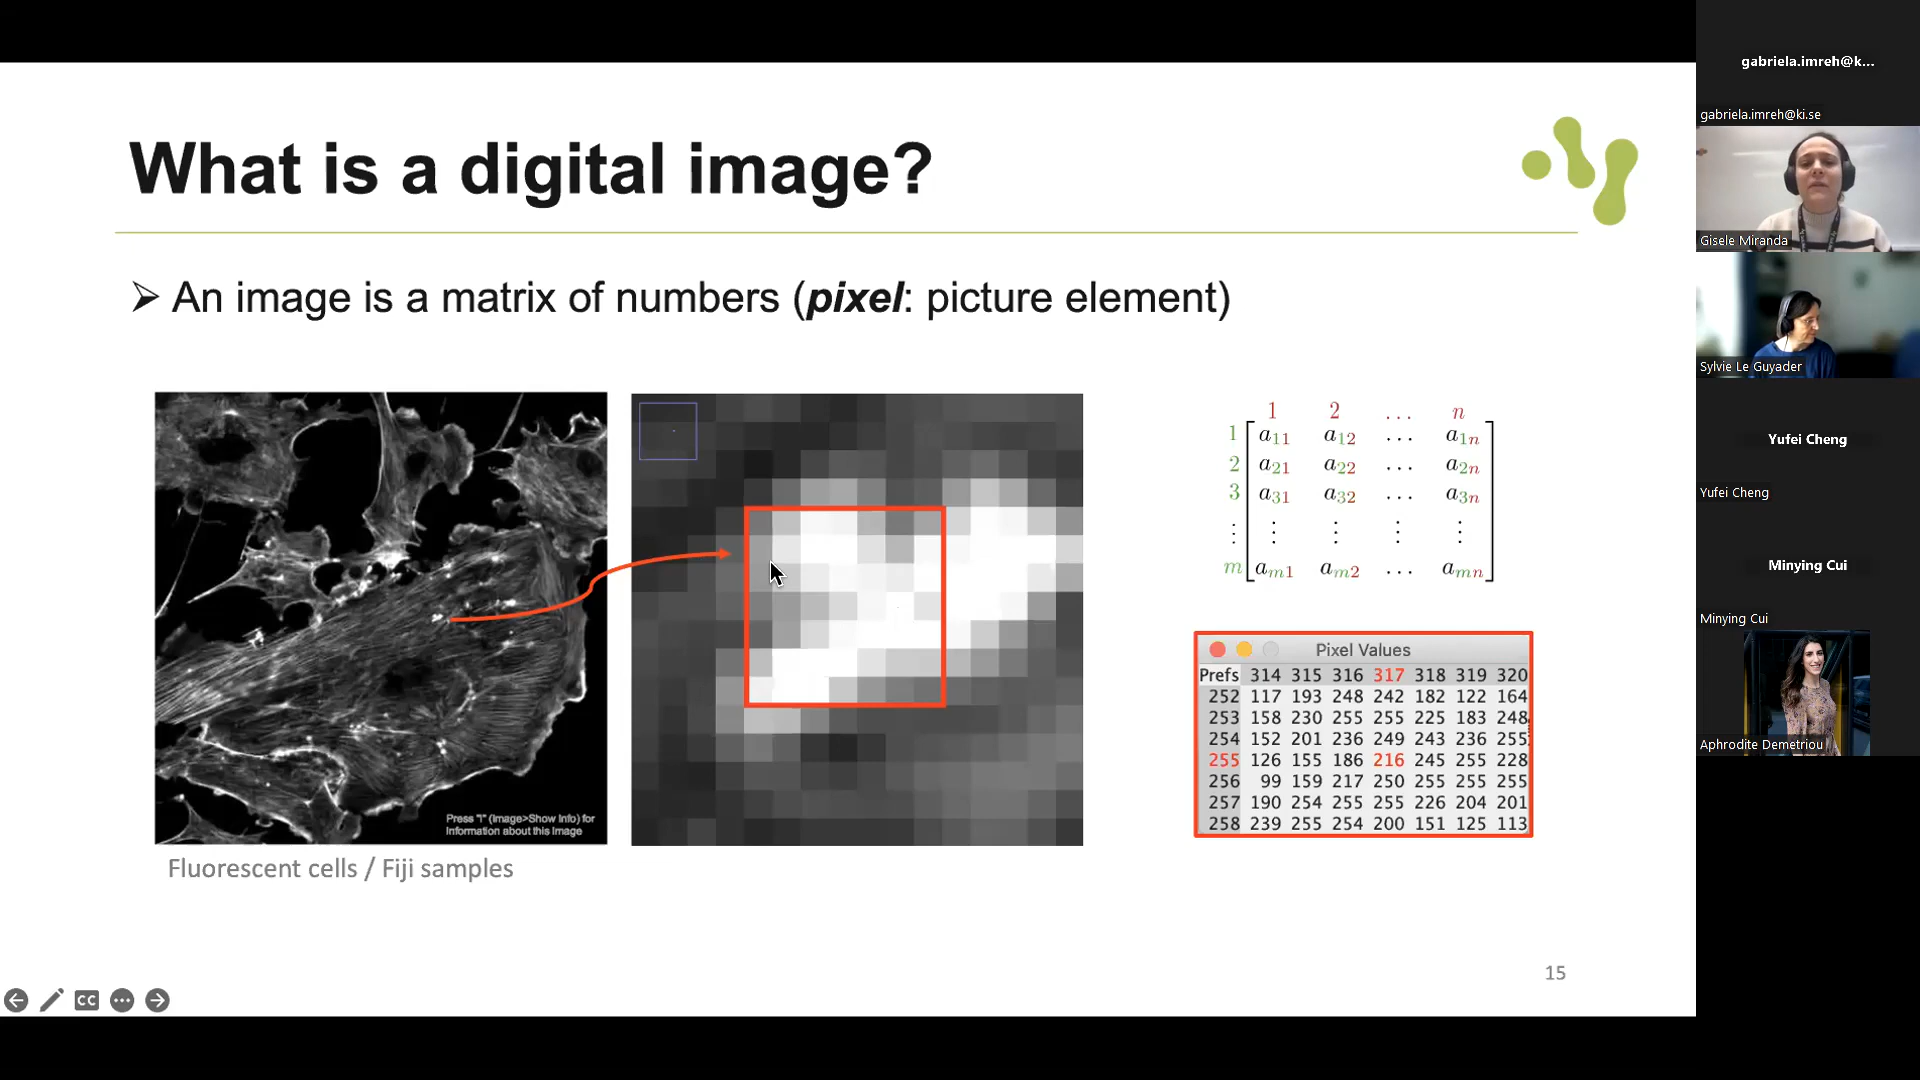 What is a digital image?
➢ An image is a matrix of numbers (pixel: picture element)
Press "I" (Image>Show Info) for
Information about this Image
Fluorescent cells / Fiji samples
1 2 ... n
1 a11 a12 ... a1n
2 a21 a22 ... a2n
3 a31 a32 ... a3n
⋮ ⋮ ⋮ ⋮ ⋮
m am1 am2 ... amn
Pixel Values
Prefs 314 315 316 317 318 319 320
252 117 193 248 242 182 122 164
253 158 230 255 255 225 183 248
254 152 201 236 249 243 236 255
255 126 155 186 216 245 255 228
256 99 159 217 250 255 255 255
257 190 254 255 255 226 204 201
258 239 255 254 200 151 125 113
15
CC
gabriela.imreh@k...
gabriela.imreh@ki.se
Gisele Miranda
Sylvie Le Guyader
Yufei Cheng
Yufei Cheng
Minying Cui
Minying Cui
Aphrodite Demetriou